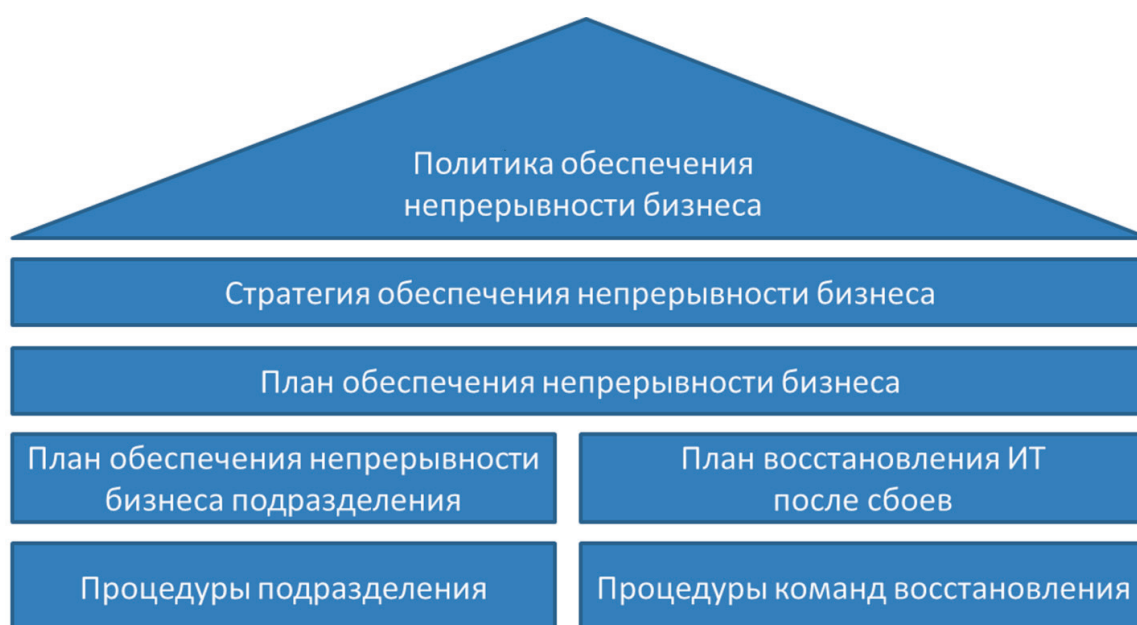 Политика обеспечения
непрерывности бизнеса
Стратегия обеспечения непрерывности бизнеса
План обеспечения непрерывности бизнеса
План обеспечения непрерывности
бизнеса подразделения
План восстановления ИТ
после сбоев
Процедуры подразделения
Процедуры команд восстановления